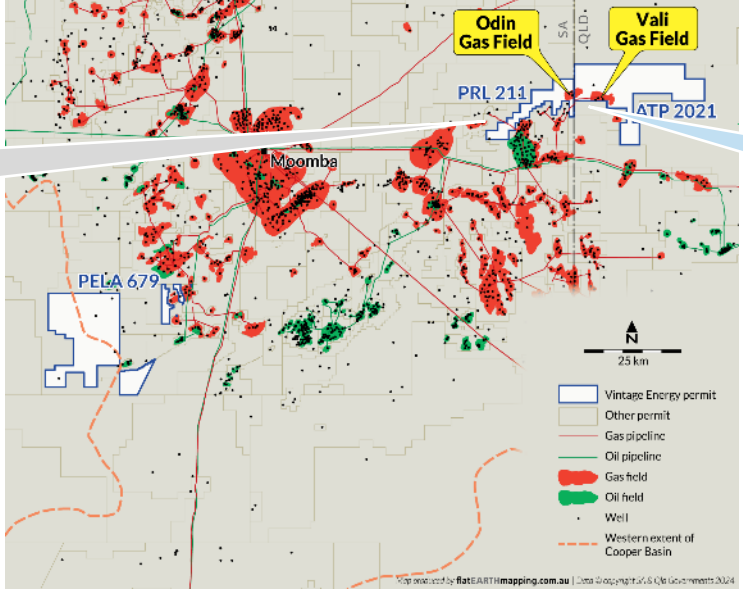 Odin
Gas Field
SA
QLD
Vali
Gas Field
PRL 211
ATP 2021
Moomba
PELA 679
N
25 km
Vintage Energy permit
Other permit
Gas pipeline
Oil pipeline
Gas field
Oil field
Well
Western extent of
Cooper Basin
Map produced by flatEARTHmapping.com.au | Data © copyright SA & Qld Governments 2024